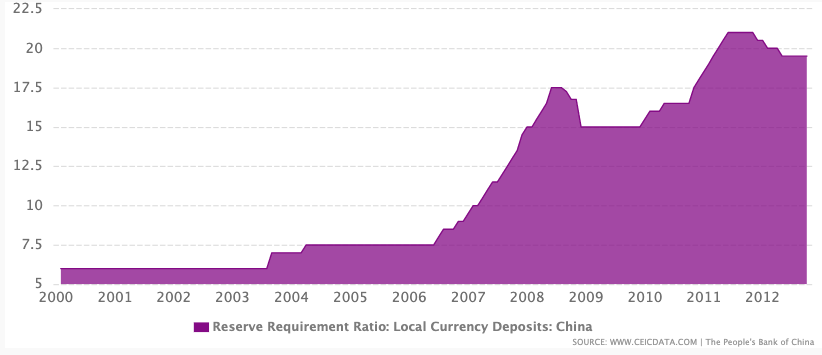 22.5
20
17.5
15
12.5
10
7.5
5
2000 2001 2002 2003 2004 2005 2006 2007 2008 2009 2010 2011 2012
Reserve Requirement Ratio: Local Currency Deposits: China
SOURCE: WWW.CEICDATA.COM | The People's Bank of China